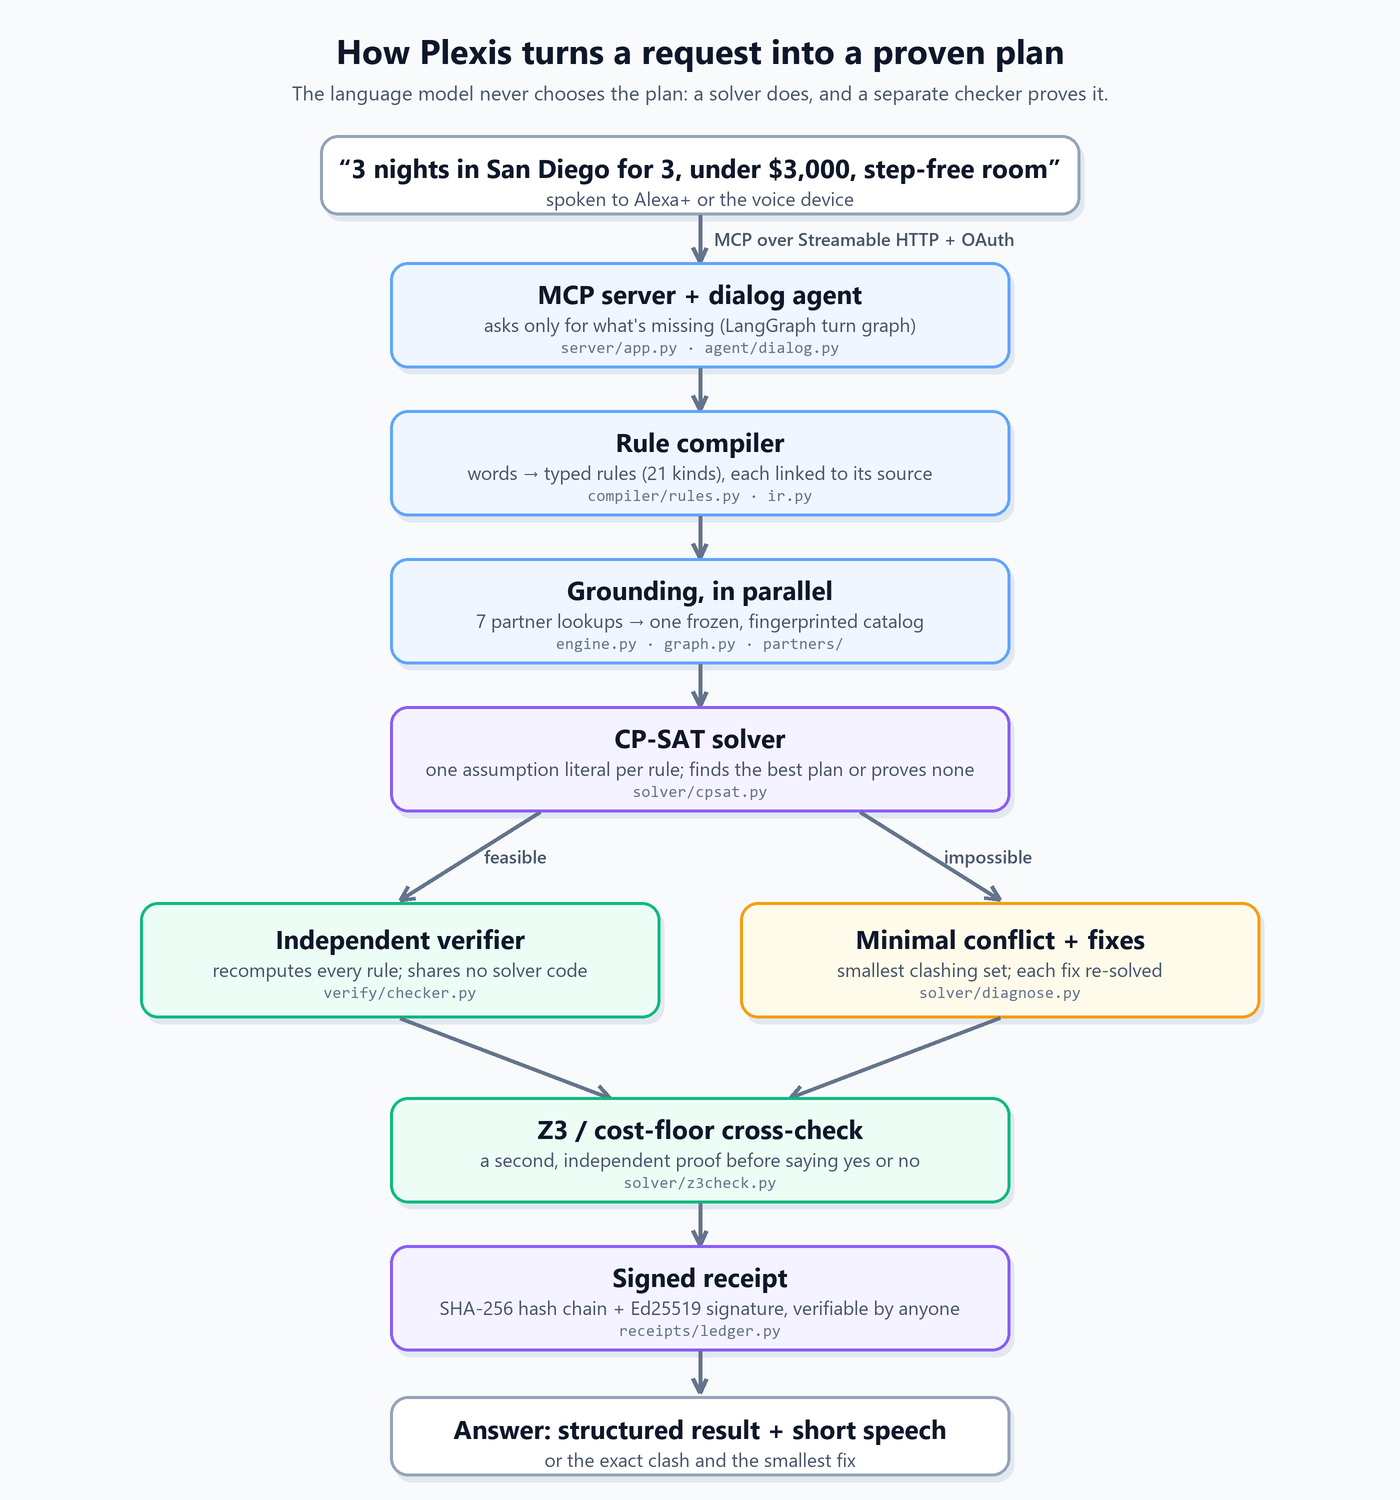 How Plexis turns a request into a proven plan
The language model never chooses the plan: a solver does, and a separate checker proves it.
“3 nights in San Diego for 3, under $3,000, step-free room”
spoken to Alexa+ or the voice device
MCP over Streamable HTTP + OAuth
MCP server + dialog agent
asks only for what's missing (LangGraph turn graph)
server/app.py · agent/dialog.py
Rule compiler
words → typed rules (21 kinds), each linked to its source
compiler/rules.py · ir.py
Grounding, in parallel
7 partner lookups → one frozen, fingerprinted catalog
engine.py · graph.py · partners/
CP-SAT solver
one assumption literal per rule; finds the best plan or proves none
solver/cpsat.py
feasible
impossible
Independent verifier
recomputes every rule; shares no solver code
verify/checker.py
Minimal conflict + fixes
smallest clashing set; each fix re-solved
solver/diagnose.py
Z3 / cost-floor cross-check
a second, independent proof before saying yes or no
solver/z3check.py
Signed receipt
SHA-256 hash chain + Ed25519 signature, verifiable by anyone
receipts/ledger.py
Answer: structured result + short speech
or the exact clash and the smallest fix